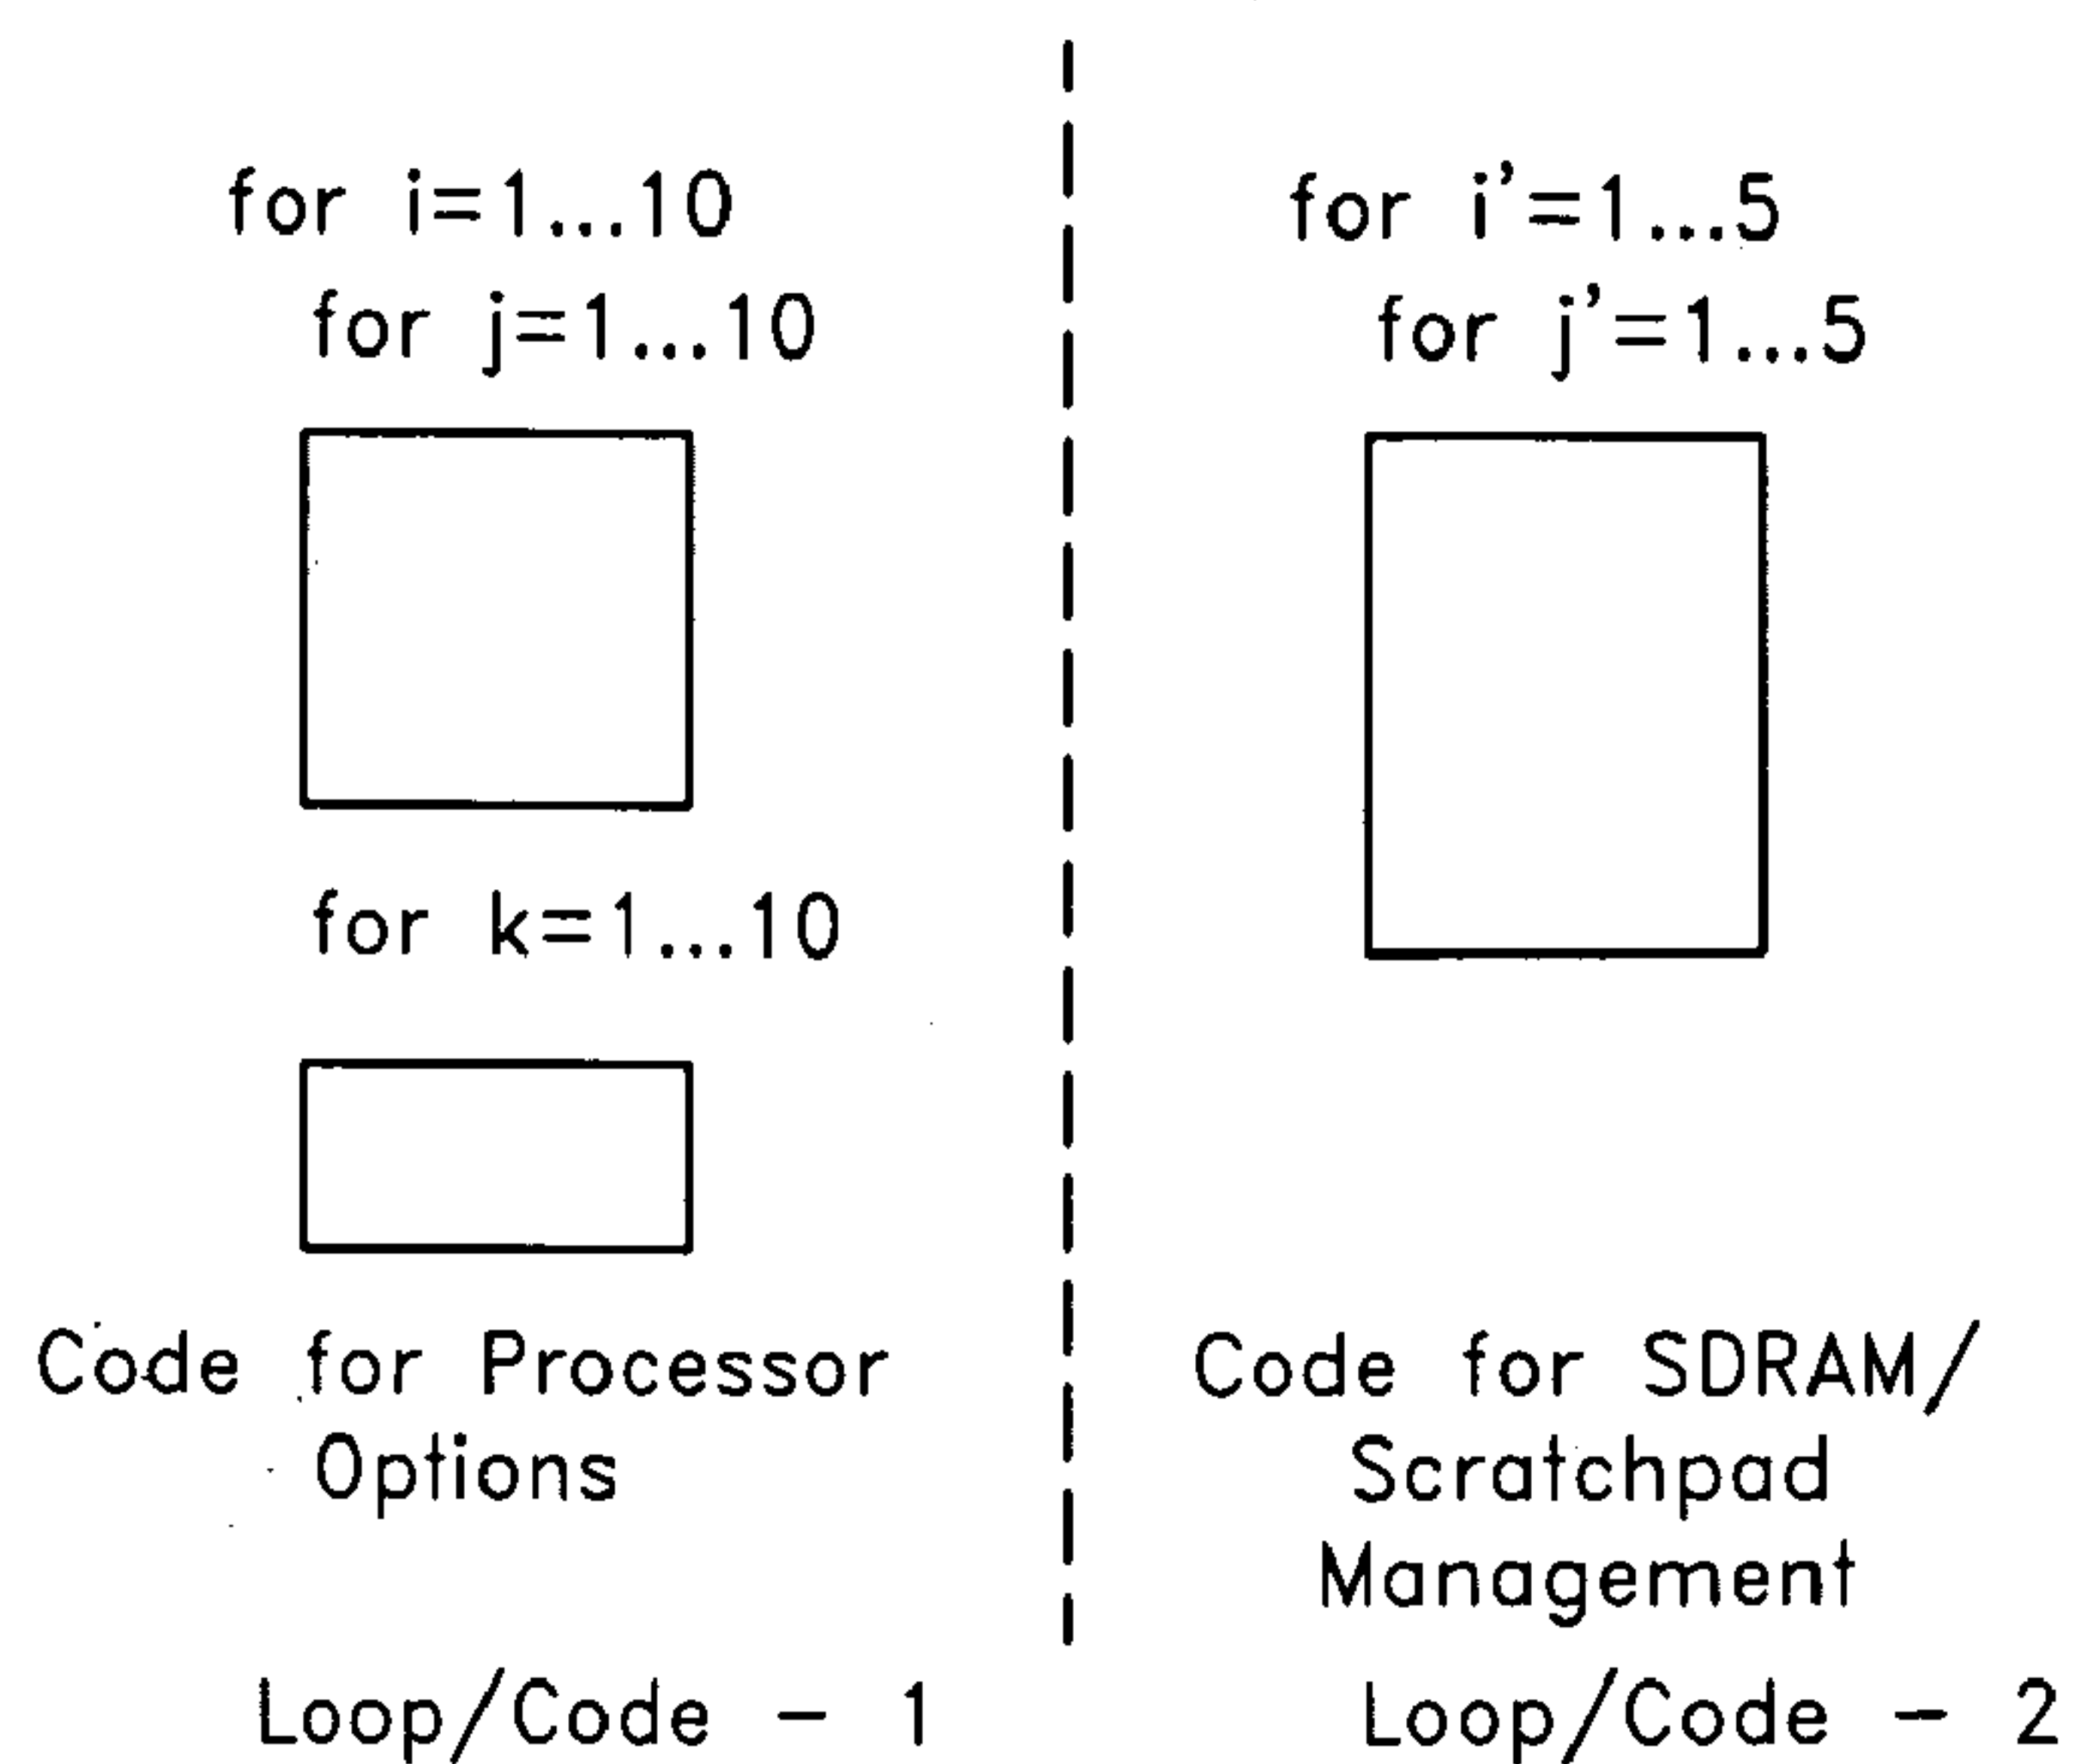 for i=1...10
for j=1...10
for k=1...10
Code for Processor
Options
Loop/Code - 1
for i'=1...5
for j'=1...5
Code for SDRAM/
Scratchpad
Management
Loop/Code - 2